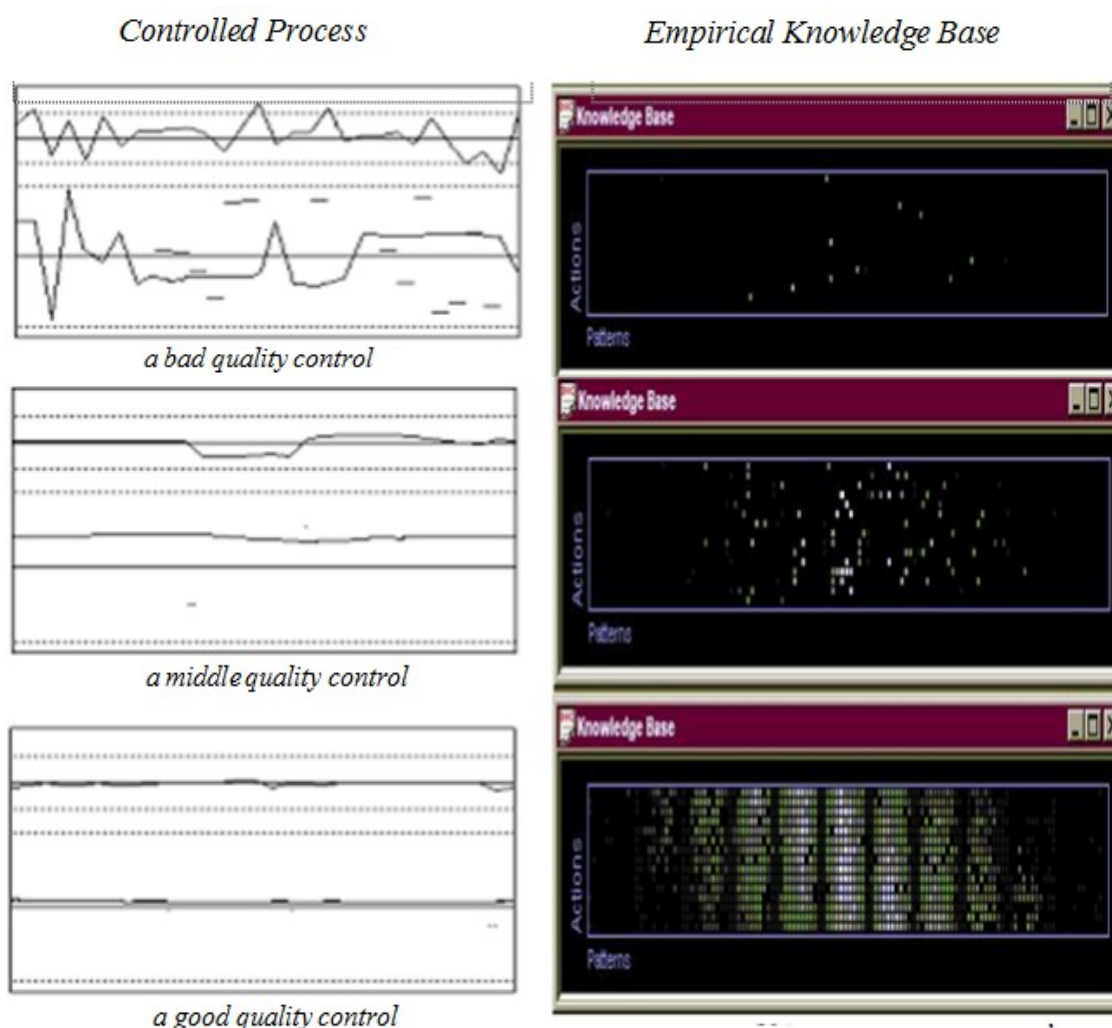 Controlled Process
Empirical Knowledge Base
Knowledge Base
Actions
Patterns
a bad quality control
Knowledge Base
Actions
Patterns
a middle quality control
Knowledge Base
Actions
Patterns
a good quality control